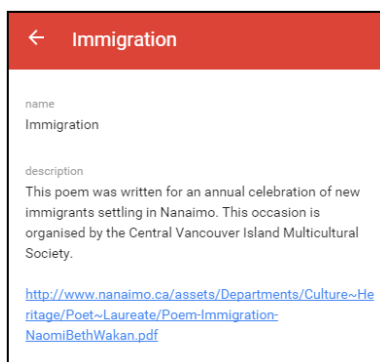 Immigration
name
Immigration
description
This poem was written for an annual celebration of new
immigrants settling in Nanaimo. This occasion is
organised by the Central Vancouver Island Multicultural
Society.
http://www.nanaimo.ca/assets/Departments/Culture~He
ritage/Poet~Laureate/Poem-Immigration-
NaomiBethWakan.pdf